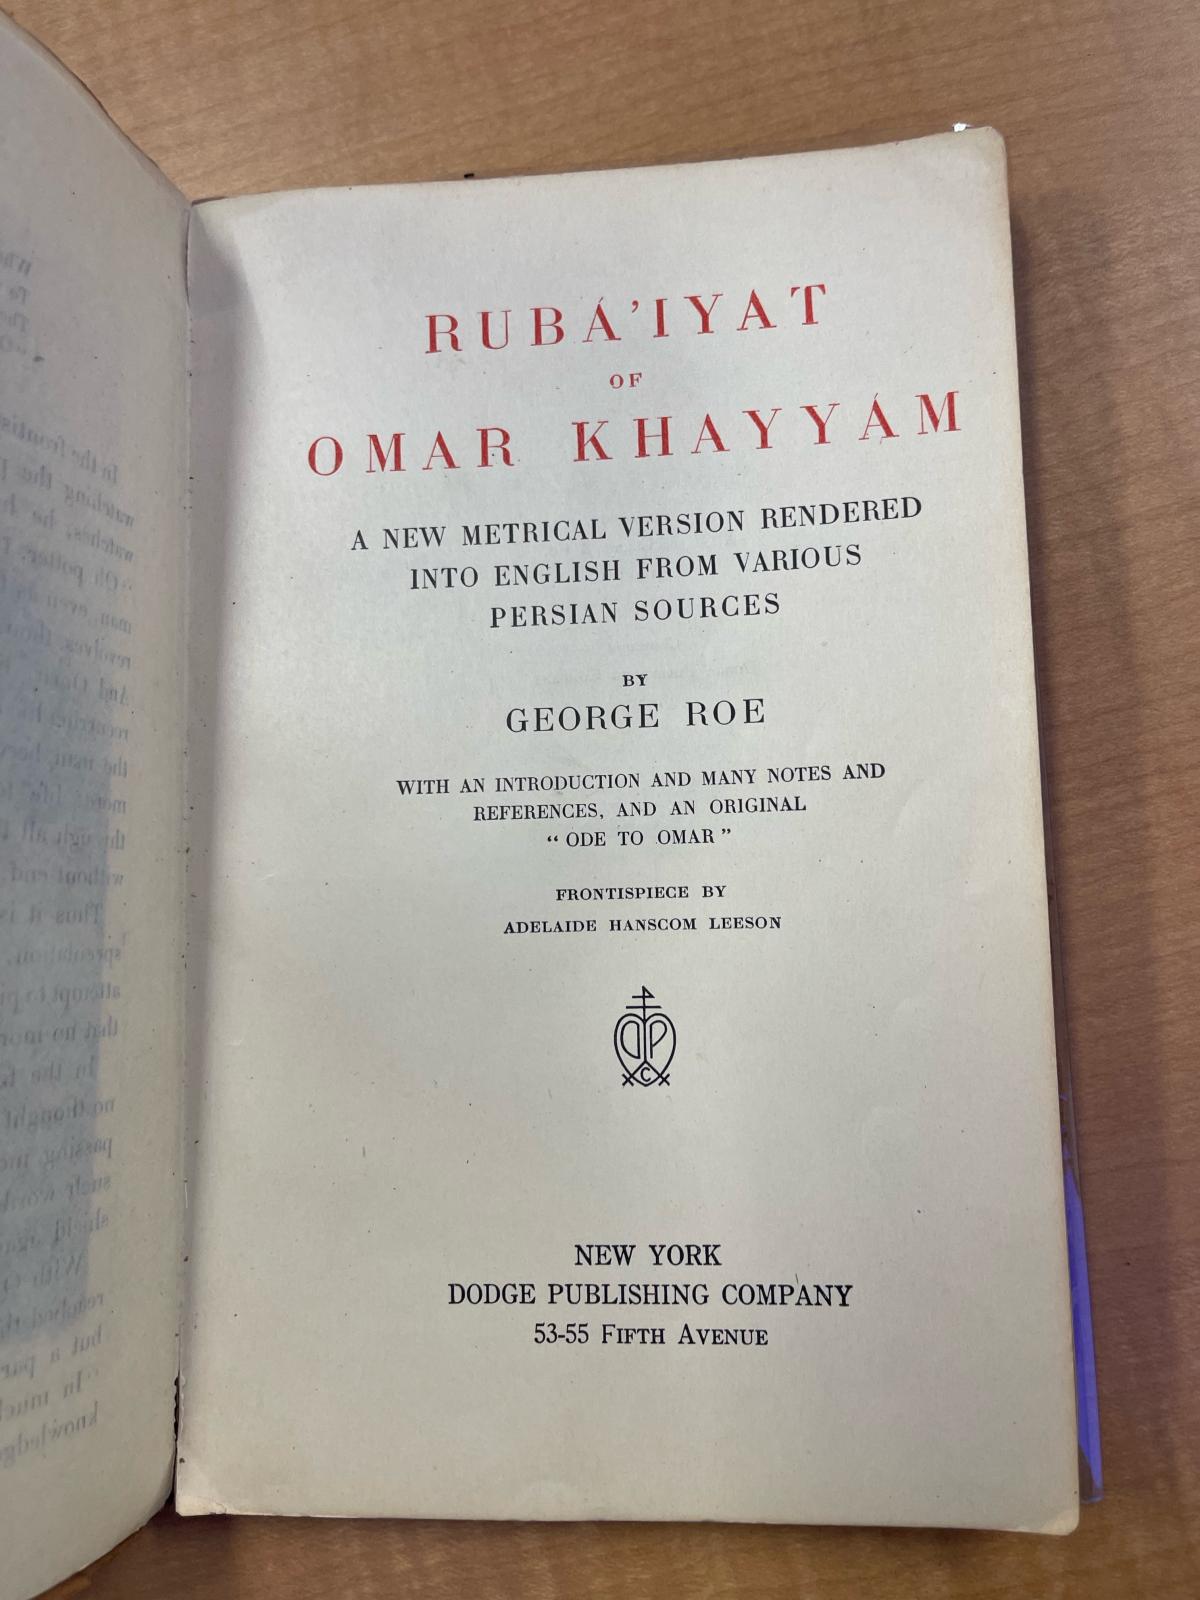 RUBÁ'IYAT
OF
OMAR KHAYYÁM
A NEW METRICAL VERSION RENDERED
INTO ENGLISH FROM VARIOUS
PERSIAN SOURCES
BY
GEORGE ROE
WITH AN INTRODUCTION AND MANY NOTES AND
REFERENCES, AND AN ORIGINAL
“ ODE TO OMAR ”
FRONTISPIECE BY
ADELAIDE HANSCOM LEESON
D P
C
NEW YORK
DODGE PUBLISHING COMPANY
53-55 FIFTH AVENUE